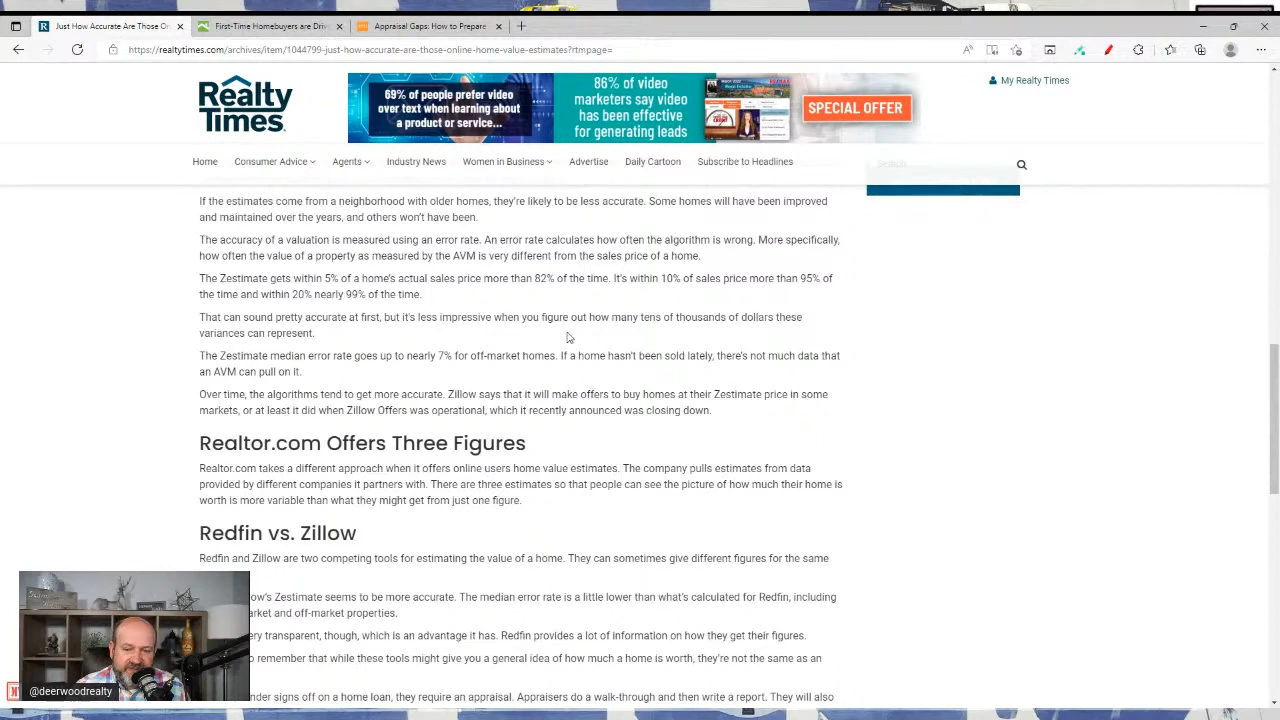 Just How Accurate Are Those On
First-Time Homebuyers are Drive
Appraisal Gaps: How to Prepare
https://realtytimes.com/archives/item/1044799-just-how-accurate-are-those-online-home-value-estimates?rtmpage=
Realty
Times
69% of people prefer video
over text when learning about
a product or service...
86% of video
marketers say video
has been effective
for generating leads
SPECIAL OFFER
My Realty Times
Home Consumer Advice Agents Industry News Women in Business Advertise Daily Cartoon Subscribe to Headlines
Search
If the estimates come from a neighborhood with older homes, they're likely to be less accurate. Some homes will have been improved
and maintained over the years, and others won't have been.
The accuracy of a valuation is measured using an error rate. An error rate calculates how often the algorithm is wrong. More specifically,
how often the value of a property as measured by the AVM is very different from the sales price of a home.
The Zestimate gets within 5% of a home's actual sales price more than 82% of the time. It's within 10% of sales price more than 95% of
the time and within 20% nearly 99% of the time.
That can sound pretty accurate at first, but it's less impressive when you figure out how many tens of thousands of dollars these
variances can represent.
The Zestimate median error rate goes up to nearly 7% for off-market homes. If a home hasn't been sold lately, there's not much data that
an AVM can pull on it.
Over time, the algorithms tend to get more accurate. Zillow says that it will make offers to buy homes at their Zestimate price in some
markets, or at least it did when Zillow Offers was operational, which it recently announced was closing down.
Realtor.com Offers Three Figures
Realtor.com takes a different approach when it offers online users home value estimates. The company pulls estimates from data
provided by different companies it partners with. There are three estimates so that people can see the picture of how much their home is
worth is more variable than what they might get from just one figure.
Redfin vs. Zillow
Redfin and Zillow are two competing tools for estimating the value of a home. They can sometimes give different figures for the same
ow's Zestimate seems to be more accurate. The median error rate is a little lower than what's calculated for Redfin, including
arket and off-market properties.
ery transparent, though, which is an advantage it has. Redfin provides a lot of information on how they get their figures.
o remember that while these tools might give you a general idea of how much a home is worth, they're not the same as an
nder signs off on a home loan, they require an appraisal. Appraisers do a walk-through and then write a report. They will also
@deerwoodrealty